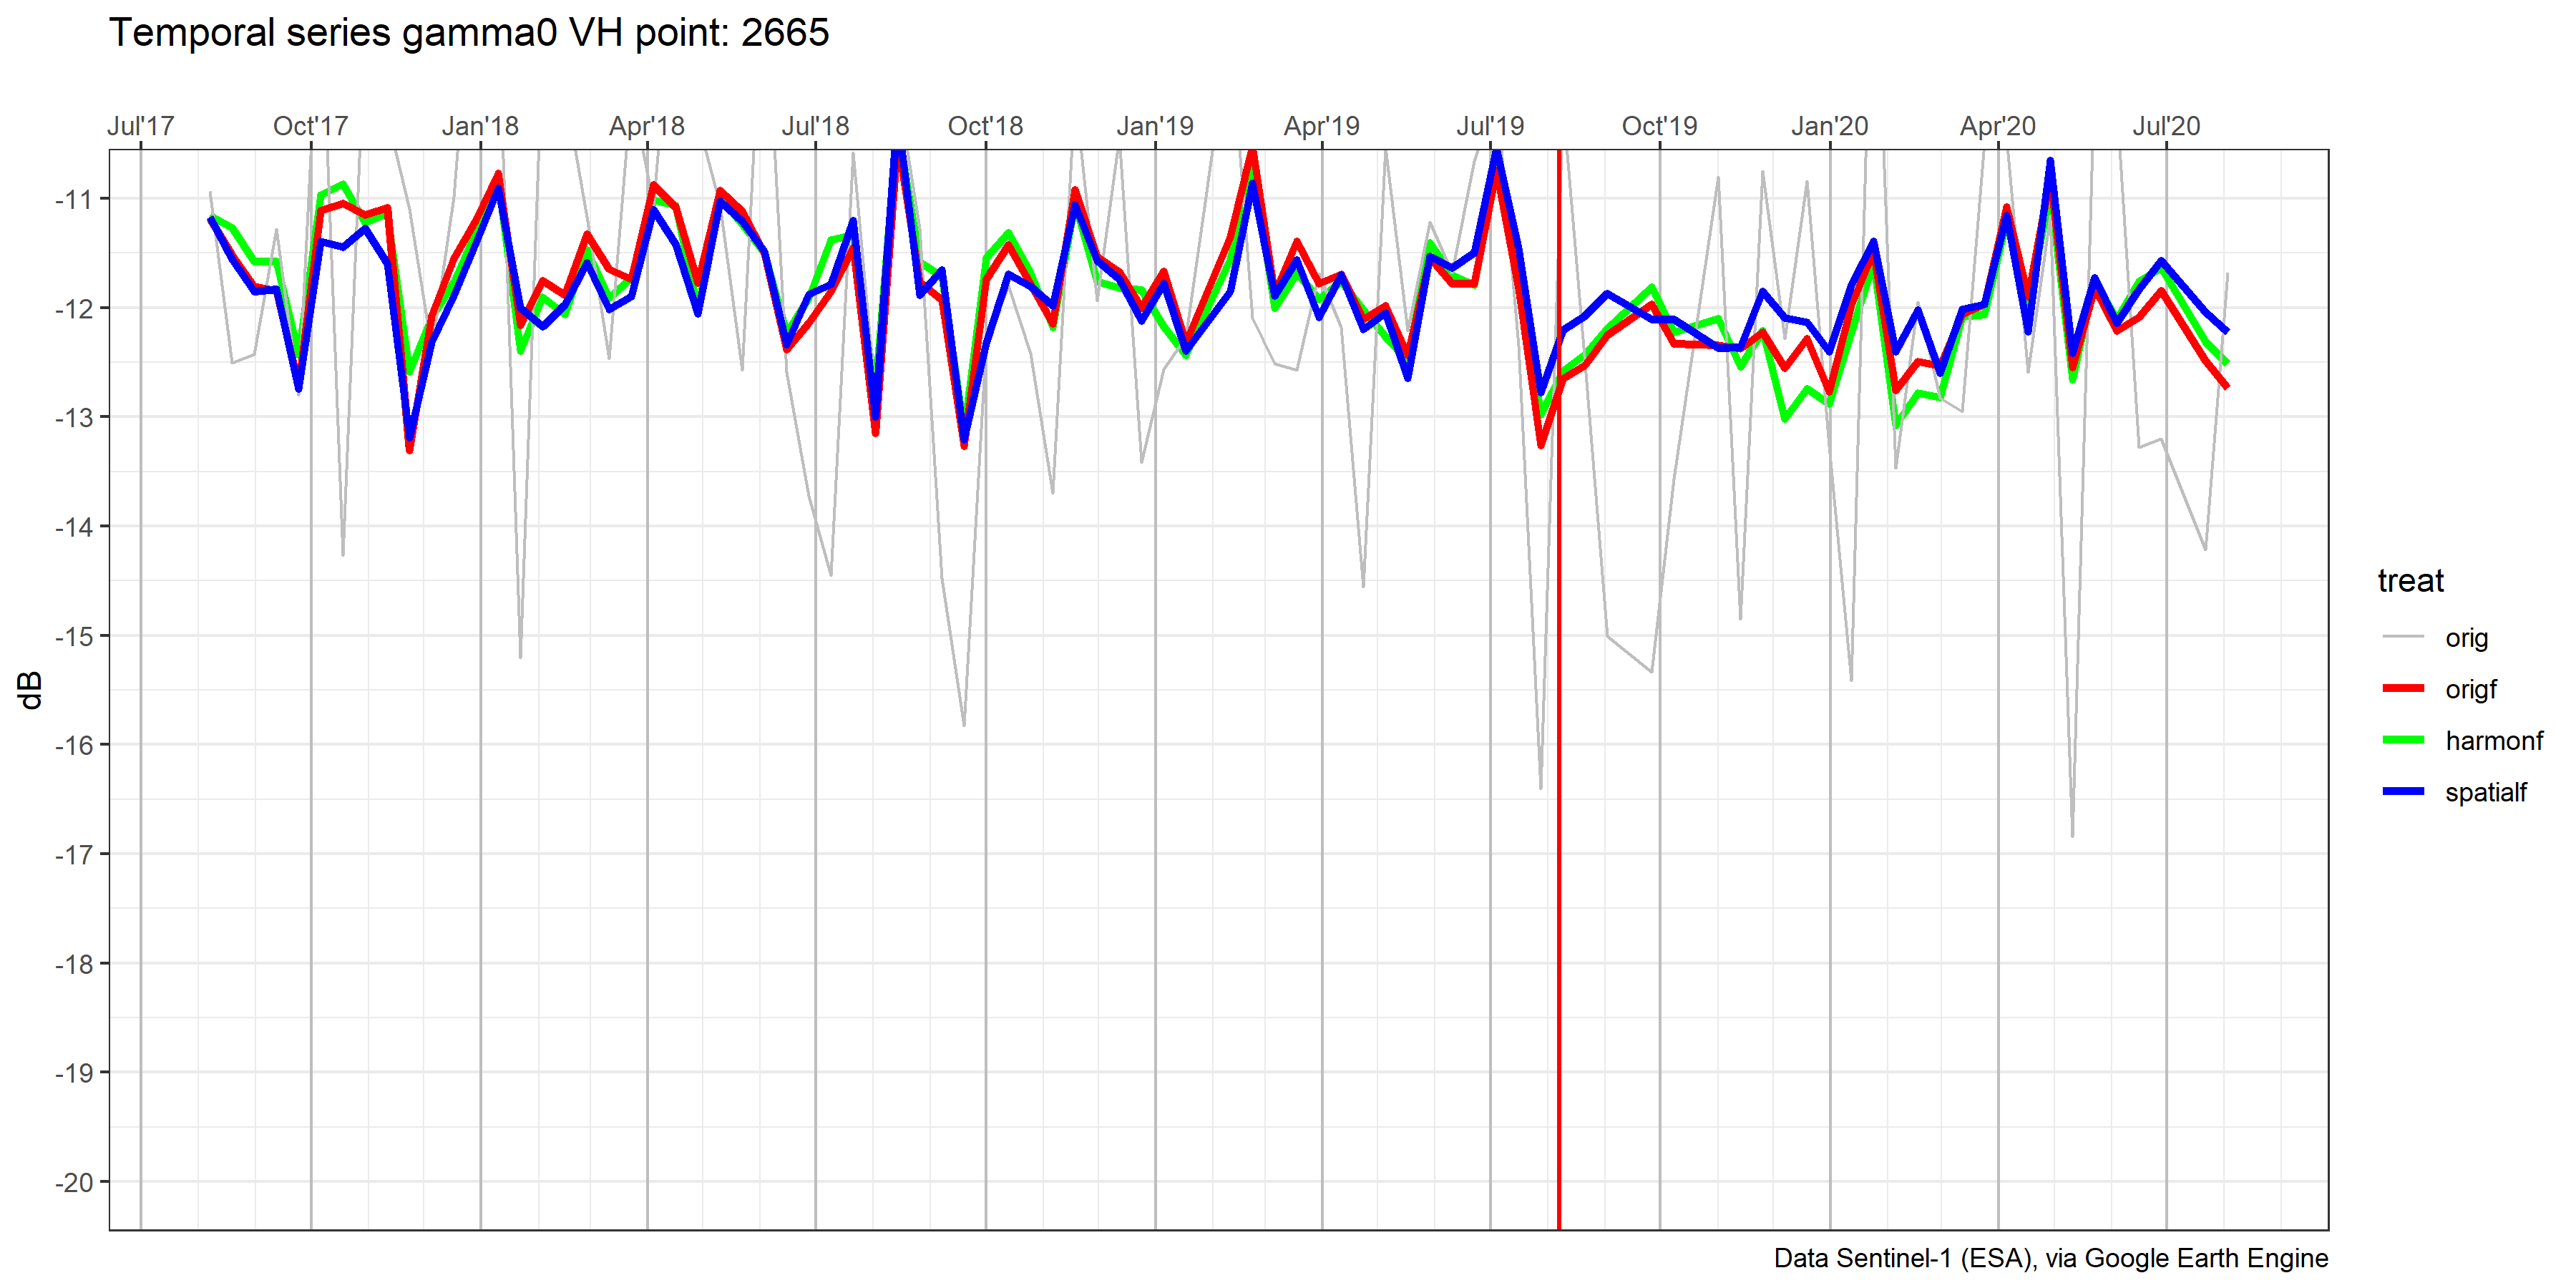 Temporal series gamma0 VH point: 2665
Jul'17 Oct'17 Jan'18 Apr'18 Jul'18 Oct'18 Jan'19 Apr'19 Jul'19 Oct'19 Jan'20 Apr'20 Jul'20
-11
-12
-13
-14
-15
-16
-17
-18
-19
-20
dB
treat
orig
origf
harmonf
spatialf
Data Sentinel-1 (ESA), via Google Earth Engine